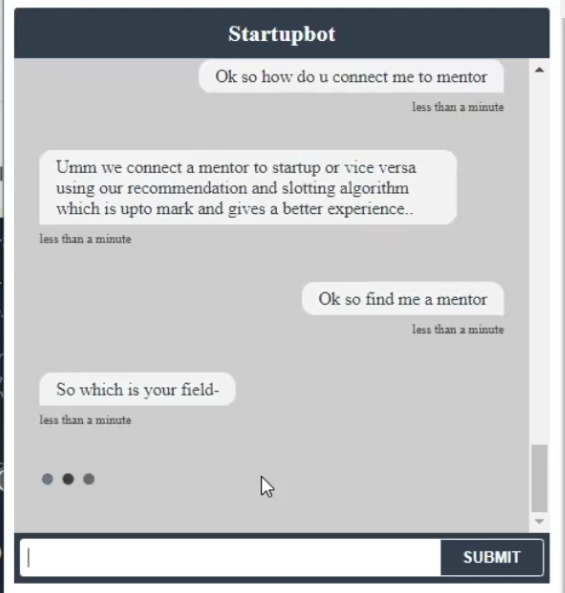 Startupbot
Ok so how do u connect me to mentor
less than a minute
Umm we connect a mentor to startup or vice versa
using our recommendation and slotting algorithm
which is upto mark and gives a better experience..
less than a minute
Ok so find me a mentor
less than a minute
So which is your field-
less than a minute
SUBMIT